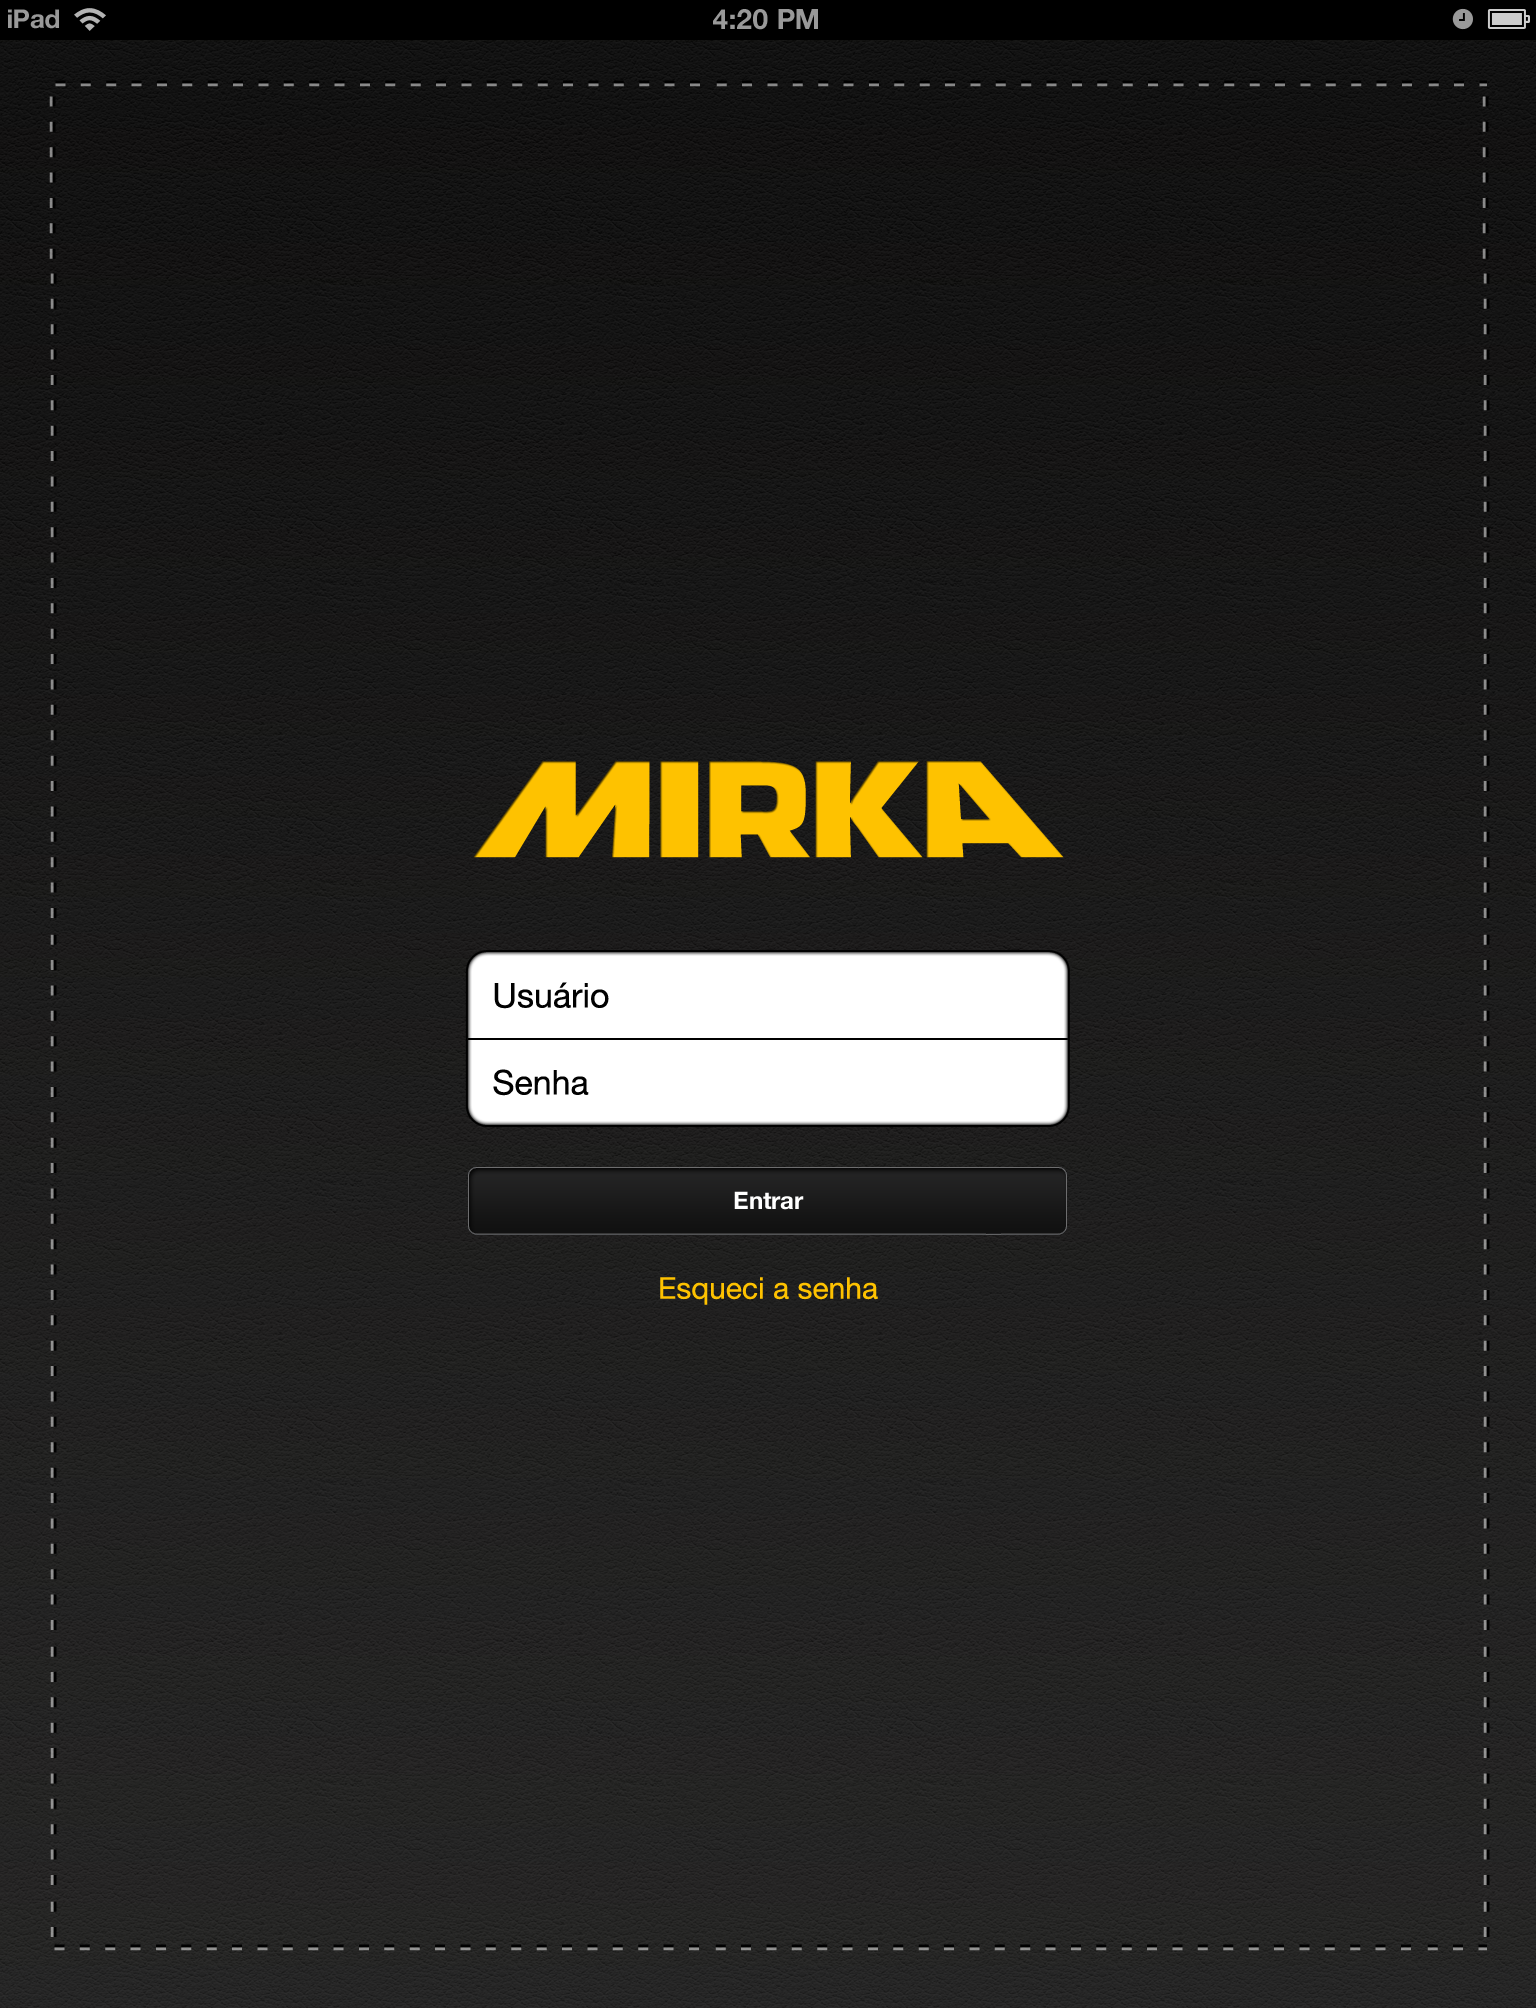 iPad
4:20 PM
MIRKA
Usuário
Senha
Entrar
Esqueci a senha